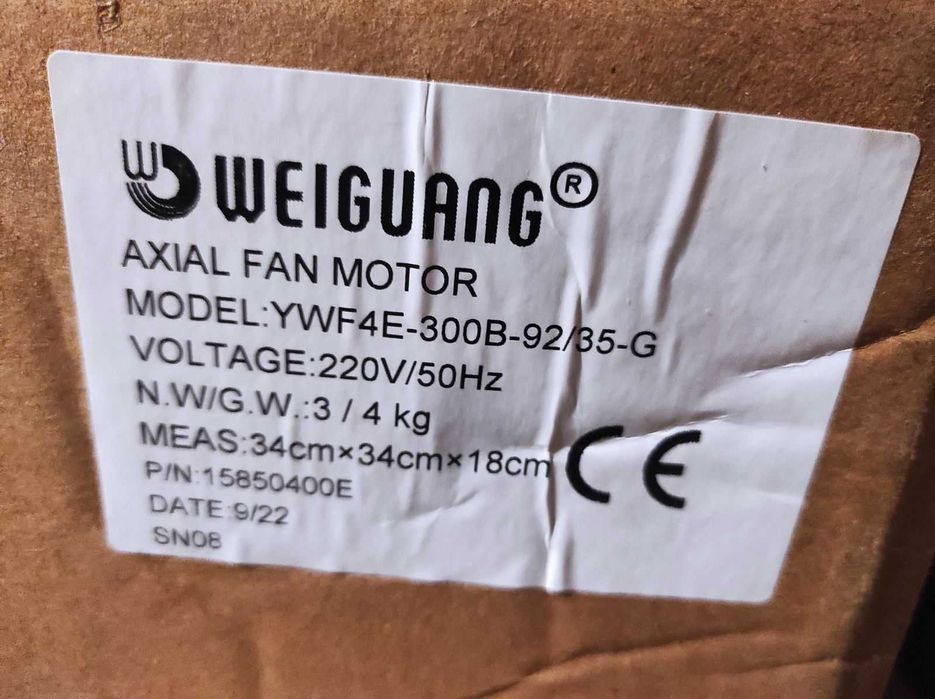 WEIGUANG®
AXIAL FAN MOTOR
MODEL:YWF4E-300B-92/35-G
VOLTAGE:220V/50Hz
N.W/G.W.:3 / 4 kg
MEAS:34cm×34cm×18cm
CE
P/N:15850400E
DATE:9/22
SN08